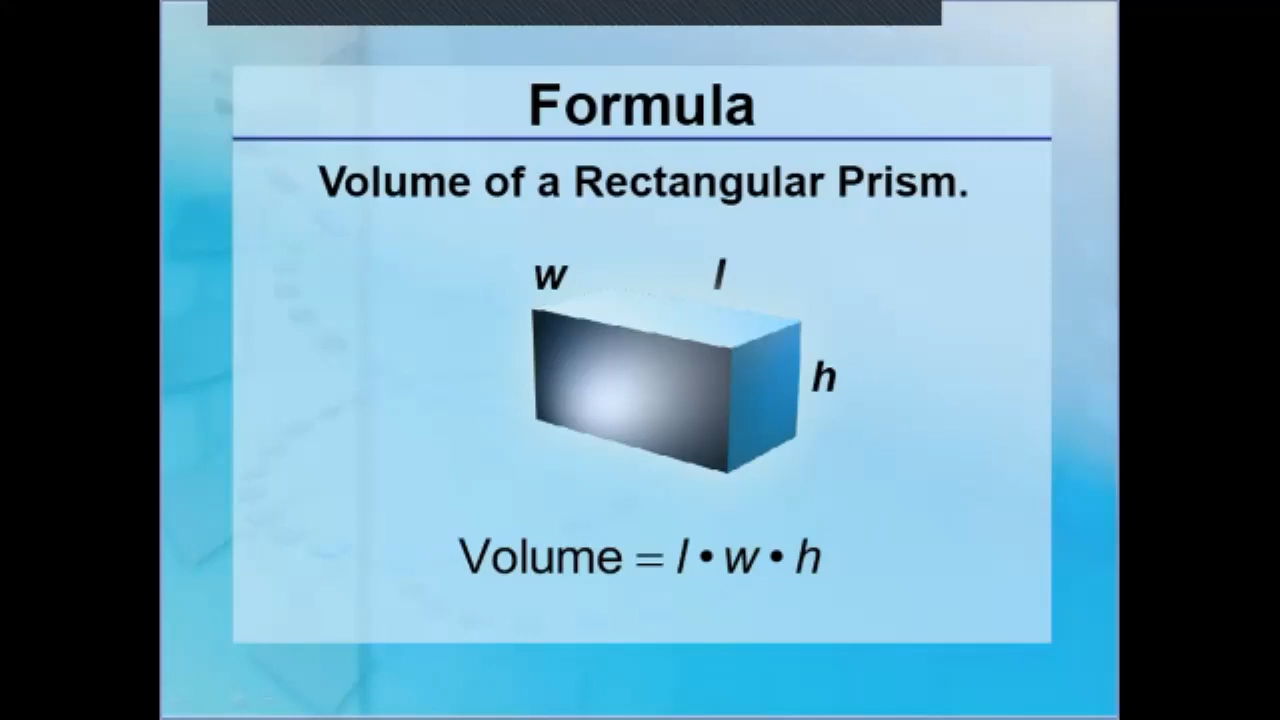 Formula
Volume of a Rectangular Prism.
w l
h
Volume = l • w • h